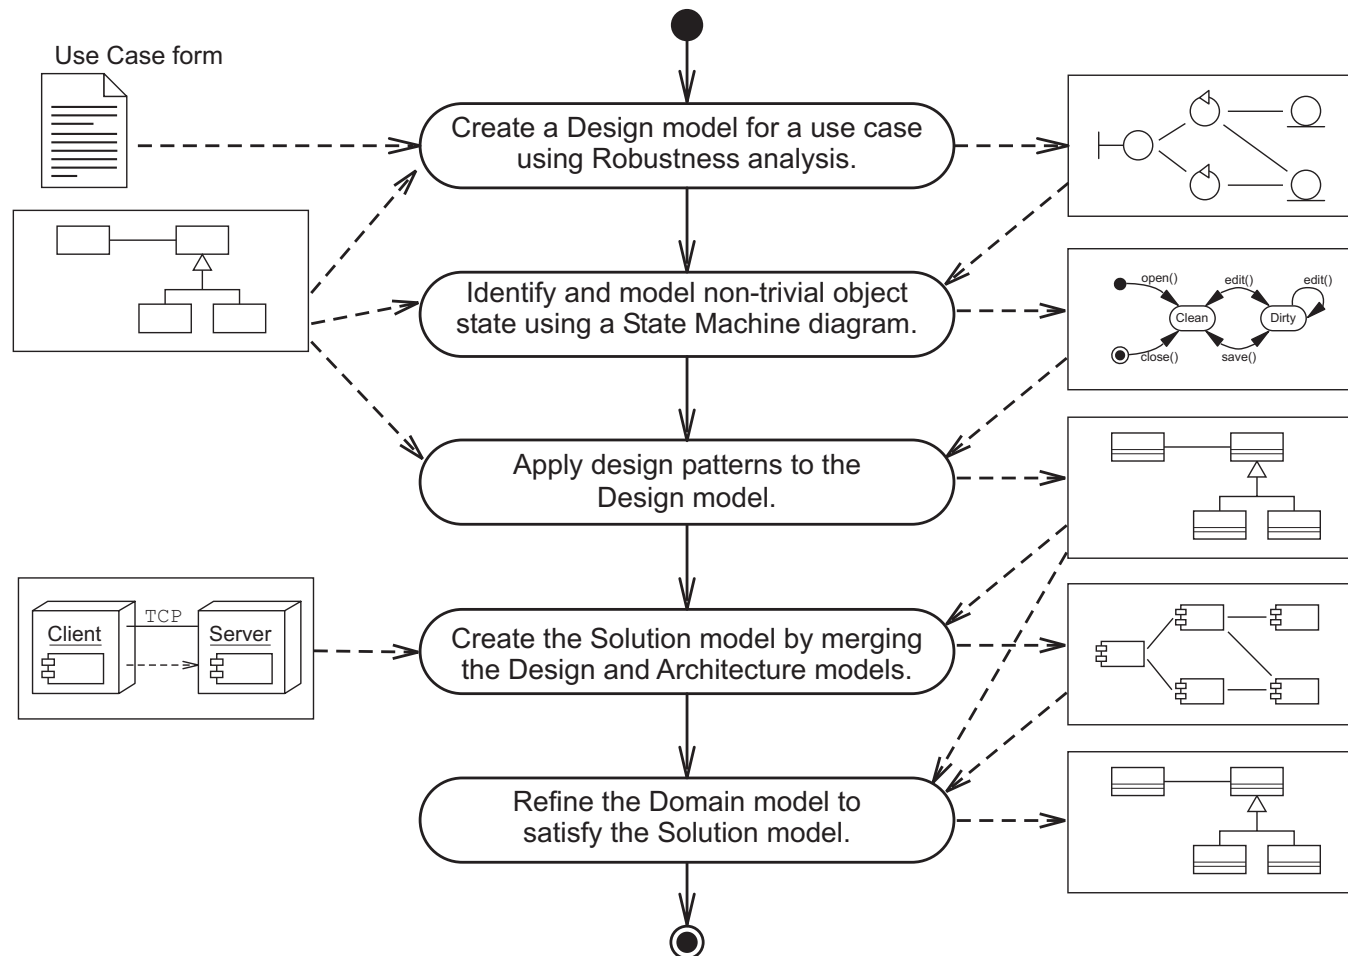 Use Case form
Create a Design model for a use case
using Robustness analysis.
Identify and model non-trivial object
state using a State Machine diagram.
open()
edit()
edit()
Clean
Dirty
close()
save()
Apply design patterns to the
Design model.
TCP
Client
Server
Create the Solution model by merging
the Design and Architecture models.
Refine the Domain model to
satisfy the Solution model.